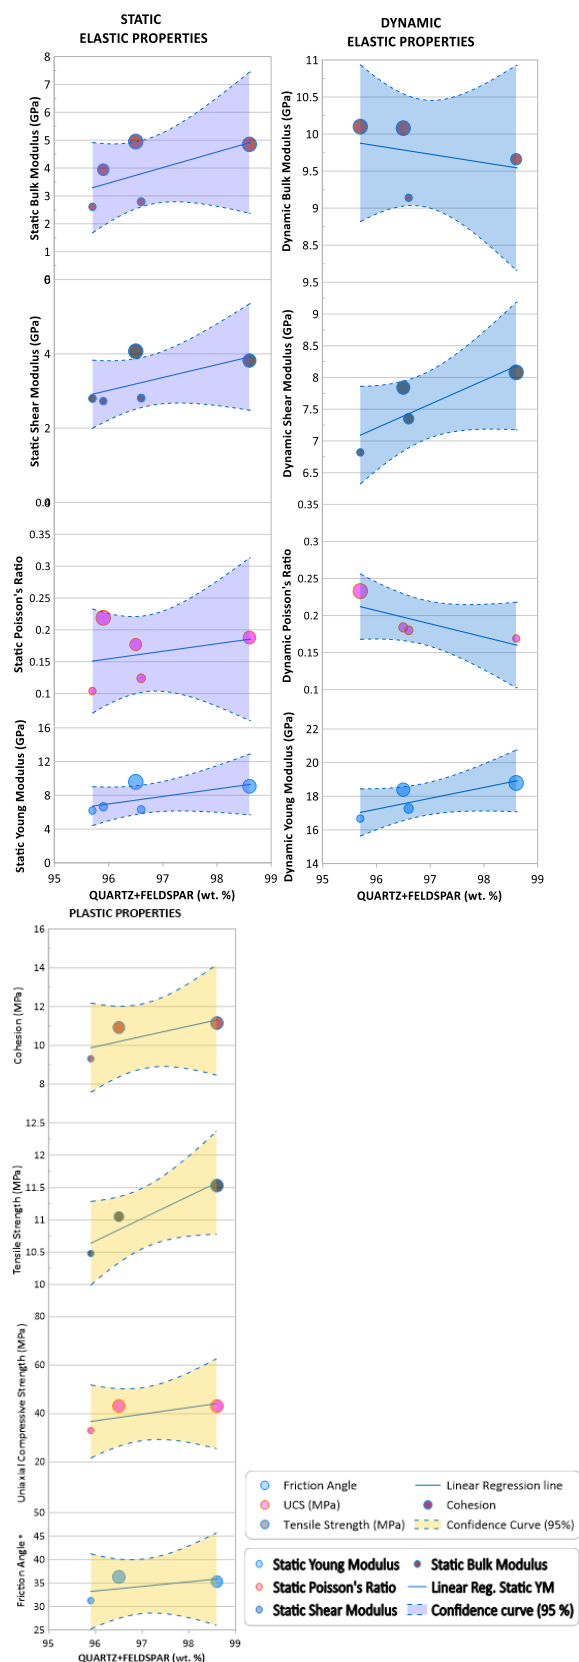 STATIC
ELASTIC PROPERTIES
DYNAMIC
ELASTIC PROPERTIES
Static Bulk Modulus (GPa)
8
7
6
5
4
3
2
1
0
Dynamic Bulk Modulus (GPa)
11
10.5
10
9.5
9
8.5
Static Shear Modulus (GPa)
6
4
2
0
Dynamic Shear Modulus (GPa)
9.5
9
8.5
8
7.5
7
6.5
Static Poisson's Ratio
0.4
0.35
0.3
0.25
0.2
0.15
0.1
Dynamic Poisson's Ratio
0.35
0.3
0.25
0.2
0.15
0.1
Static Young Modulus (GPa)
16
12
8
4
0
95 96 97 98 99
QUARTZ+FELDSPAR (wt. %)
Dynamic Young Modulus (GPa)
22
20
18
16
14
95 96 97 98 99
QUARTZ+FELDSPAR (wt. %)
PLASTIC PROPERTIES
Cohesion (MPa)
16
14
12
10
8
Tensile Strength (MPa)
12.5
12
11.5
11
10.5
10
Uniaxial Compressive Strength (MPa)
80
60
40
20
Friction Angle °
50
45
40
35
30
25
95 96 97 98 99
QUARTZ+FELDSPAR (wt. %)
Friction Angle
Linear Regression line
UCS (MPa)
Cohesion
Tensile Strength (MPa)
Confidence Curve (95%)
Static Young Modulus
Static Bulk Modulus
Static Poisson's Ratio
Linear Reg. Static YM
Static Shear Modulus
Confidence curve (95 %)